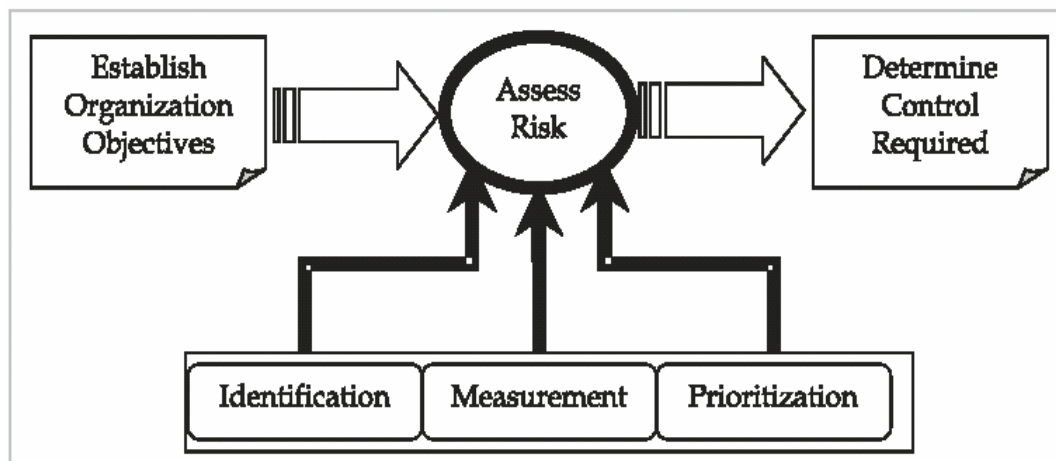 Establish
Organization
Objectives
Assess
Risk
Determine
Control
Required
Identification
Measurement
Prioritization